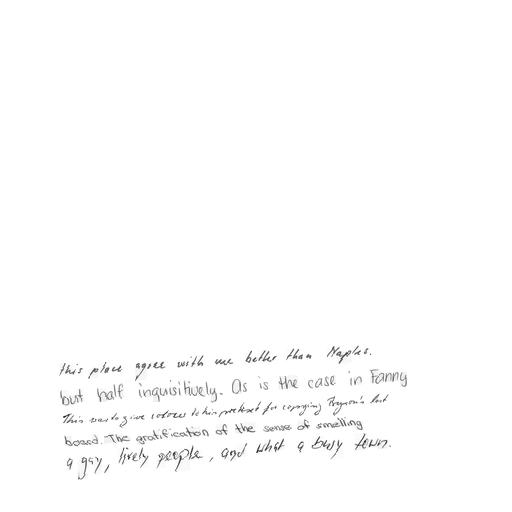 this place agree with me better than Naples.
but half inquisitively. As is the case in Fanny
This was to give colour to his pretext for copying Ferguson's last
board. The gratification of the sense of smelling
a gay, lively people, and what a busy town.